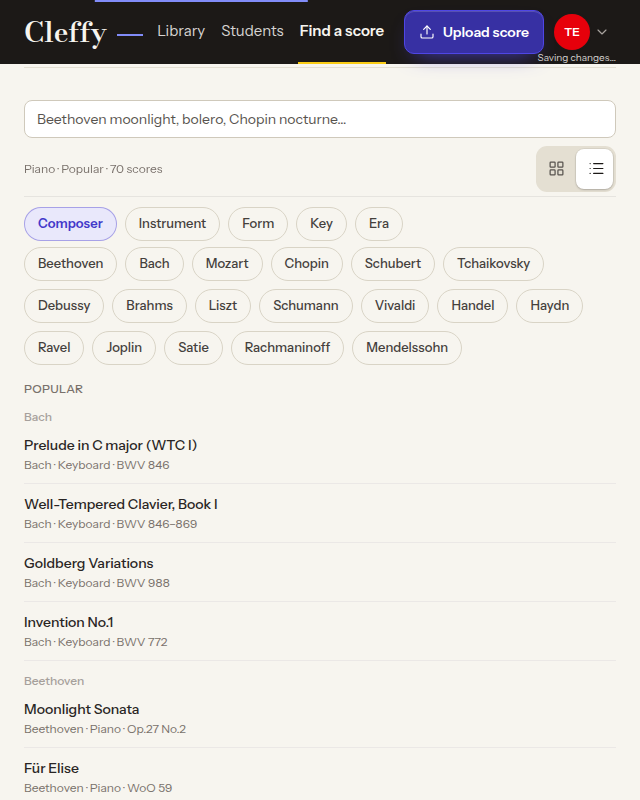 Cleffy Library Students Find a score Upload score TE
Saving changes...
Beethoven moonlight, bolero, Chopin nocturne...
Piano · Popular · 70 scores
Composer Instrument Form Key Era
Beethoven Bach Mozart Chopin Schubert Tchaikovsky
Debussy Brahms Liszt Schumann Vivaldi Handel Haydn
Ravel Joplin Satie Rachmaninoff Mendelssohn
POPULAR
Bach
Prelude in C major (WTC I)
Bach · Keyboard · BWV 846
Well-Tempered Clavier, Book I
Bach · Keyboard · BWV 846–869
Goldberg Variations
Bach · Keyboard · BWV 988
Invention No.1
Bach · Keyboard · BWV 772
Beethoven
Moonlight Sonata
Beethoven · Piano · Op.27 No.2
Für Elise
Beethoven · Piano · WoO 59